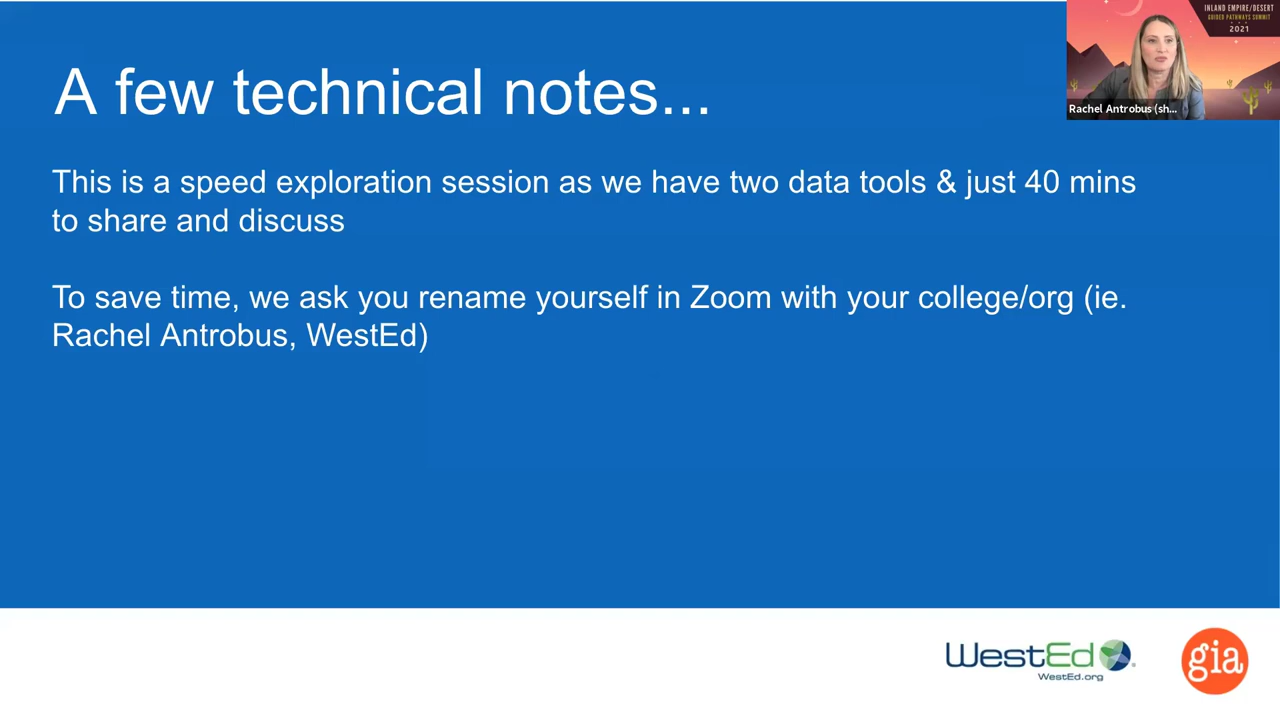 INLAND EMPIRE/DESERT
GUIDED PATHWAYS SUMMIT
2021
Rachel Antrobus (sh...
A few technical notes...
This is a speed exploration session as we have two data tools & just 40 mins
to share and discuss
To save time, we ask you rename yourself in Zoom with your college/org (ie.
Rachel Antrobus, WestEd)
WestEd
WestEd.org
gia